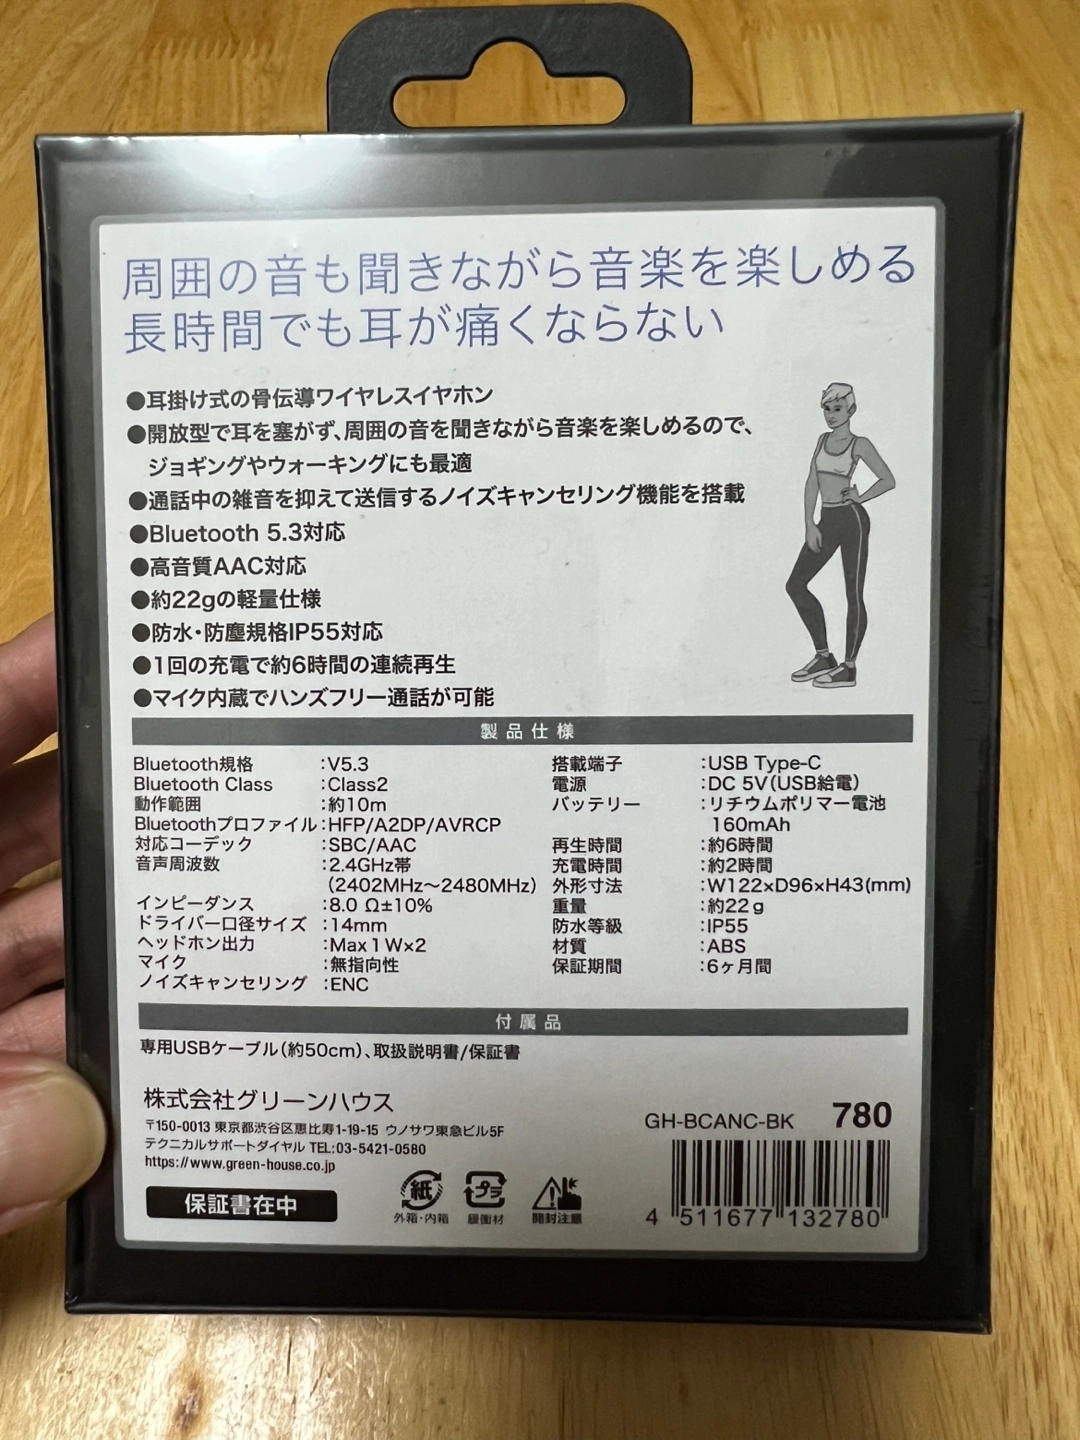 周囲の音も聞きながら音楽を楽しめる
長時間でも耳が痛くならない
●耳掛け式の骨伝導ワイヤレスイヤホン
●開放型で耳を塞がず、周囲の音を聞きながら音楽を楽しめるので、
ジョギングやウォーキングにも最適
●通話中の雑音を抑えて送信するノイズキャンセリング機能を搭載
●Bluetooth 5.3対応
●高音質AAC対応
●約22gの軽量仕様
●防水・防塵規格IP55対応
●1回の充電で約6時間の連続再生
●マイク内蔵でハンズフリー通話が可能
製品仕様
Bluetooth規格 :V5.3
Bluetooth Class :Class2
動作範囲 :約10m
Bluetoothプロファイル:HFP/A2DP/AVRCP
対応コーデック :SBC/AAC
音声周波数 :2.4GHz帯
(2402MHz～2480MHz)
インピーダンス :8.0 Ω±10%
ドライバー口径サイズ :14mm
ヘッドホン出力 :Max1W×2
マイク :無指向性
ノイズキャンセリング :ENC
搭載端子 :USB Type-C
電源 :DC 5V(USB給電)
バッテリー :リチウムポリマー電池
160mAh
再生時間 :約6時間
充電時間 :約2時間
外形寸法 :W122×D96×H43(mm)
重量 :約22g
防水等級 :IP55
材質 :ABS
保証期間 :6ヶ月間
付属品
専用USBケーブル(約50cm)、取扱説明書/保証書
株式会社グリーンハウス
〒150-0013 東京都渋谷区恵比寿1-19-15 ウノサワ東急ビル5F
テクニカルサポートダイヤル TEL:03-5421-0580
https://www.green-house.co.jp
保証書在中
紙
外箱・内箱
プラ
緩衝材
開封注意
GH-BCANC-BK 780
4 511677 132780